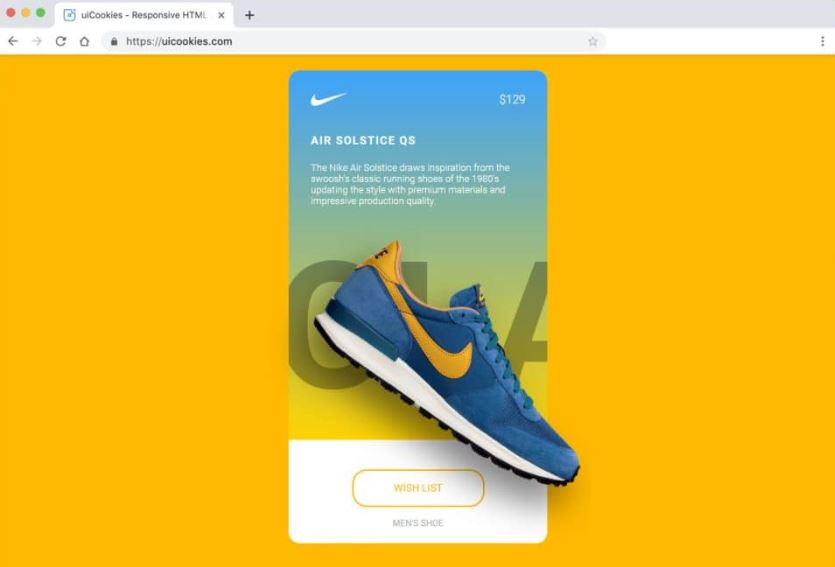 uiCookies - Responsive HTML
https://uicookies.com
$129
AIR SOLSTICE QS
The Nike Air Solstice draws inspiration from the
swoosh's classic running shoes of the 1980's
updating the style with premium materials and
impressive production quality.
CLA
WISH LIST
MEN'S SHOE